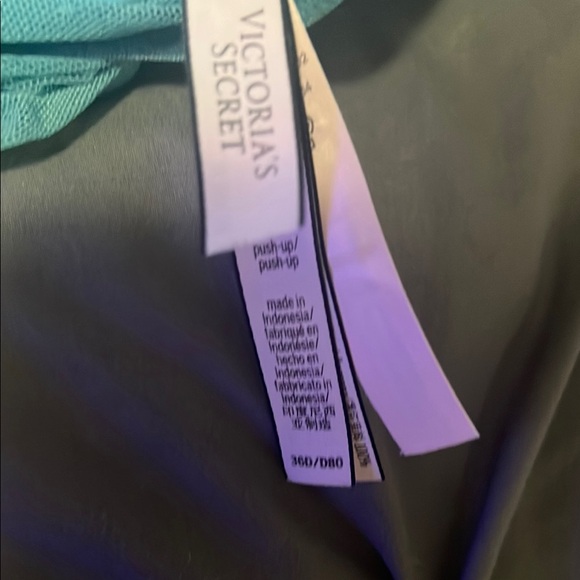 VICTORIA'S
SECRET
push-up/
push-up
made in
Indonesia/
fabriqué en
Indonésie/
hecho en
Indonesia/
fabbricato in
Indonesia/
36D/D80
100%